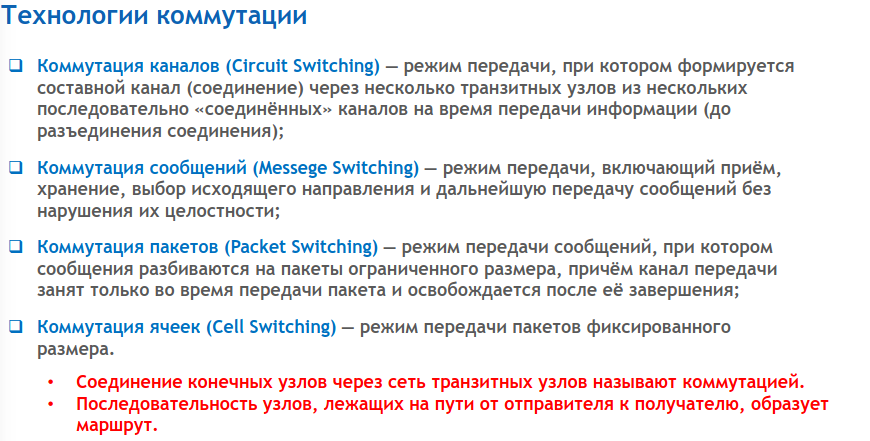 Технологии коммутации
❑ Коммутация каналов (Circuit Switching) — режим передачи, при котором формируется
составной канал (соединение) через несколько транзитных узлов из нескольких
последовательно «соединённых» каналов на время передачи информации (до
разъединения соединения);
❑ Коммутация сообщений (Messege Switching) — режим передачи, включающий приём,
хранение, выбор исходящего направления и дальнейшую передачу сообщений без
нарушения их целостности;
❑ Коммутация пакетов (Packet Switching) — режим передачи сообщений, при котором
сообщения разбиваются на пакеты ограниченного размера, причём канал передачи
занят только во время передачи пакета и освобождается после её завершения;
❑ Коммутация ячеек (Cell Switching) — режим передачи пакетов фиксированного
размера.
• Соединение конечных узлов через сеть транзитных узлов называют коммутацией.
• Последовательность узлов, лежащих на пути от отправителя к получателю, образует
маршрут.